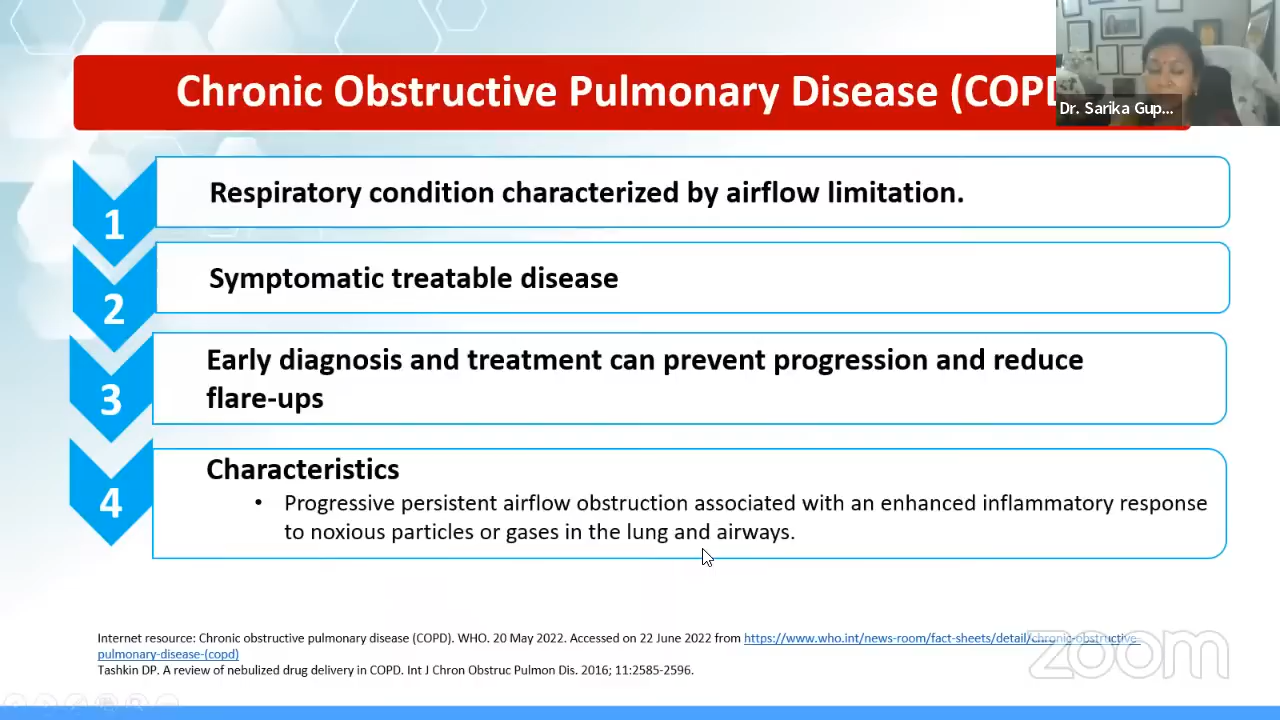 Chronic Obstructive Pulmonary Disease (COPD
Dr. Sarika Gup...
1
Respiratory condition characterized by airflow limitation.
2
Symptomatic treatable disease
3
Early diagnosis and treatment can prevent progression and reduce
flare-ups
4
Characteristics
• Progressive persistent airflow obstruction associated with an enhanced inflammatory response
to noxious particles or gases in the lung and airways.
Internet resource: Chronic obstructive pulmonary disease (COPD). WHO. 20 May 2022. Accessed on 22 June 2022 from https://www.who.int/news-room/fact-sheets/detail/chronic-obstructive-
pulmonary-disease-(copd)
Tashkin DP. A review of nebulized drug delivery in COPD. Int J Chron Obstruc Pulmon Dis. 2016; 11:2585-2596.
zoom